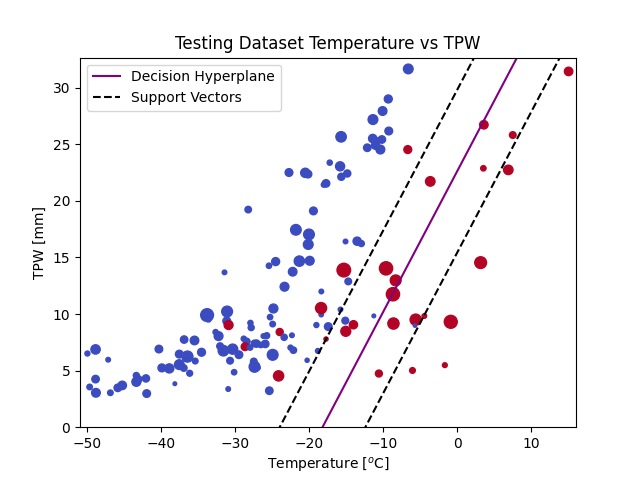 Testing Dataset Temperature vs TPW
Decision Hyperplane
Support Vectors
TPW [mm]
30
25
20
15
10
5
0
−50 −40 −30 −20 −10 0 10
Temperature [°C]